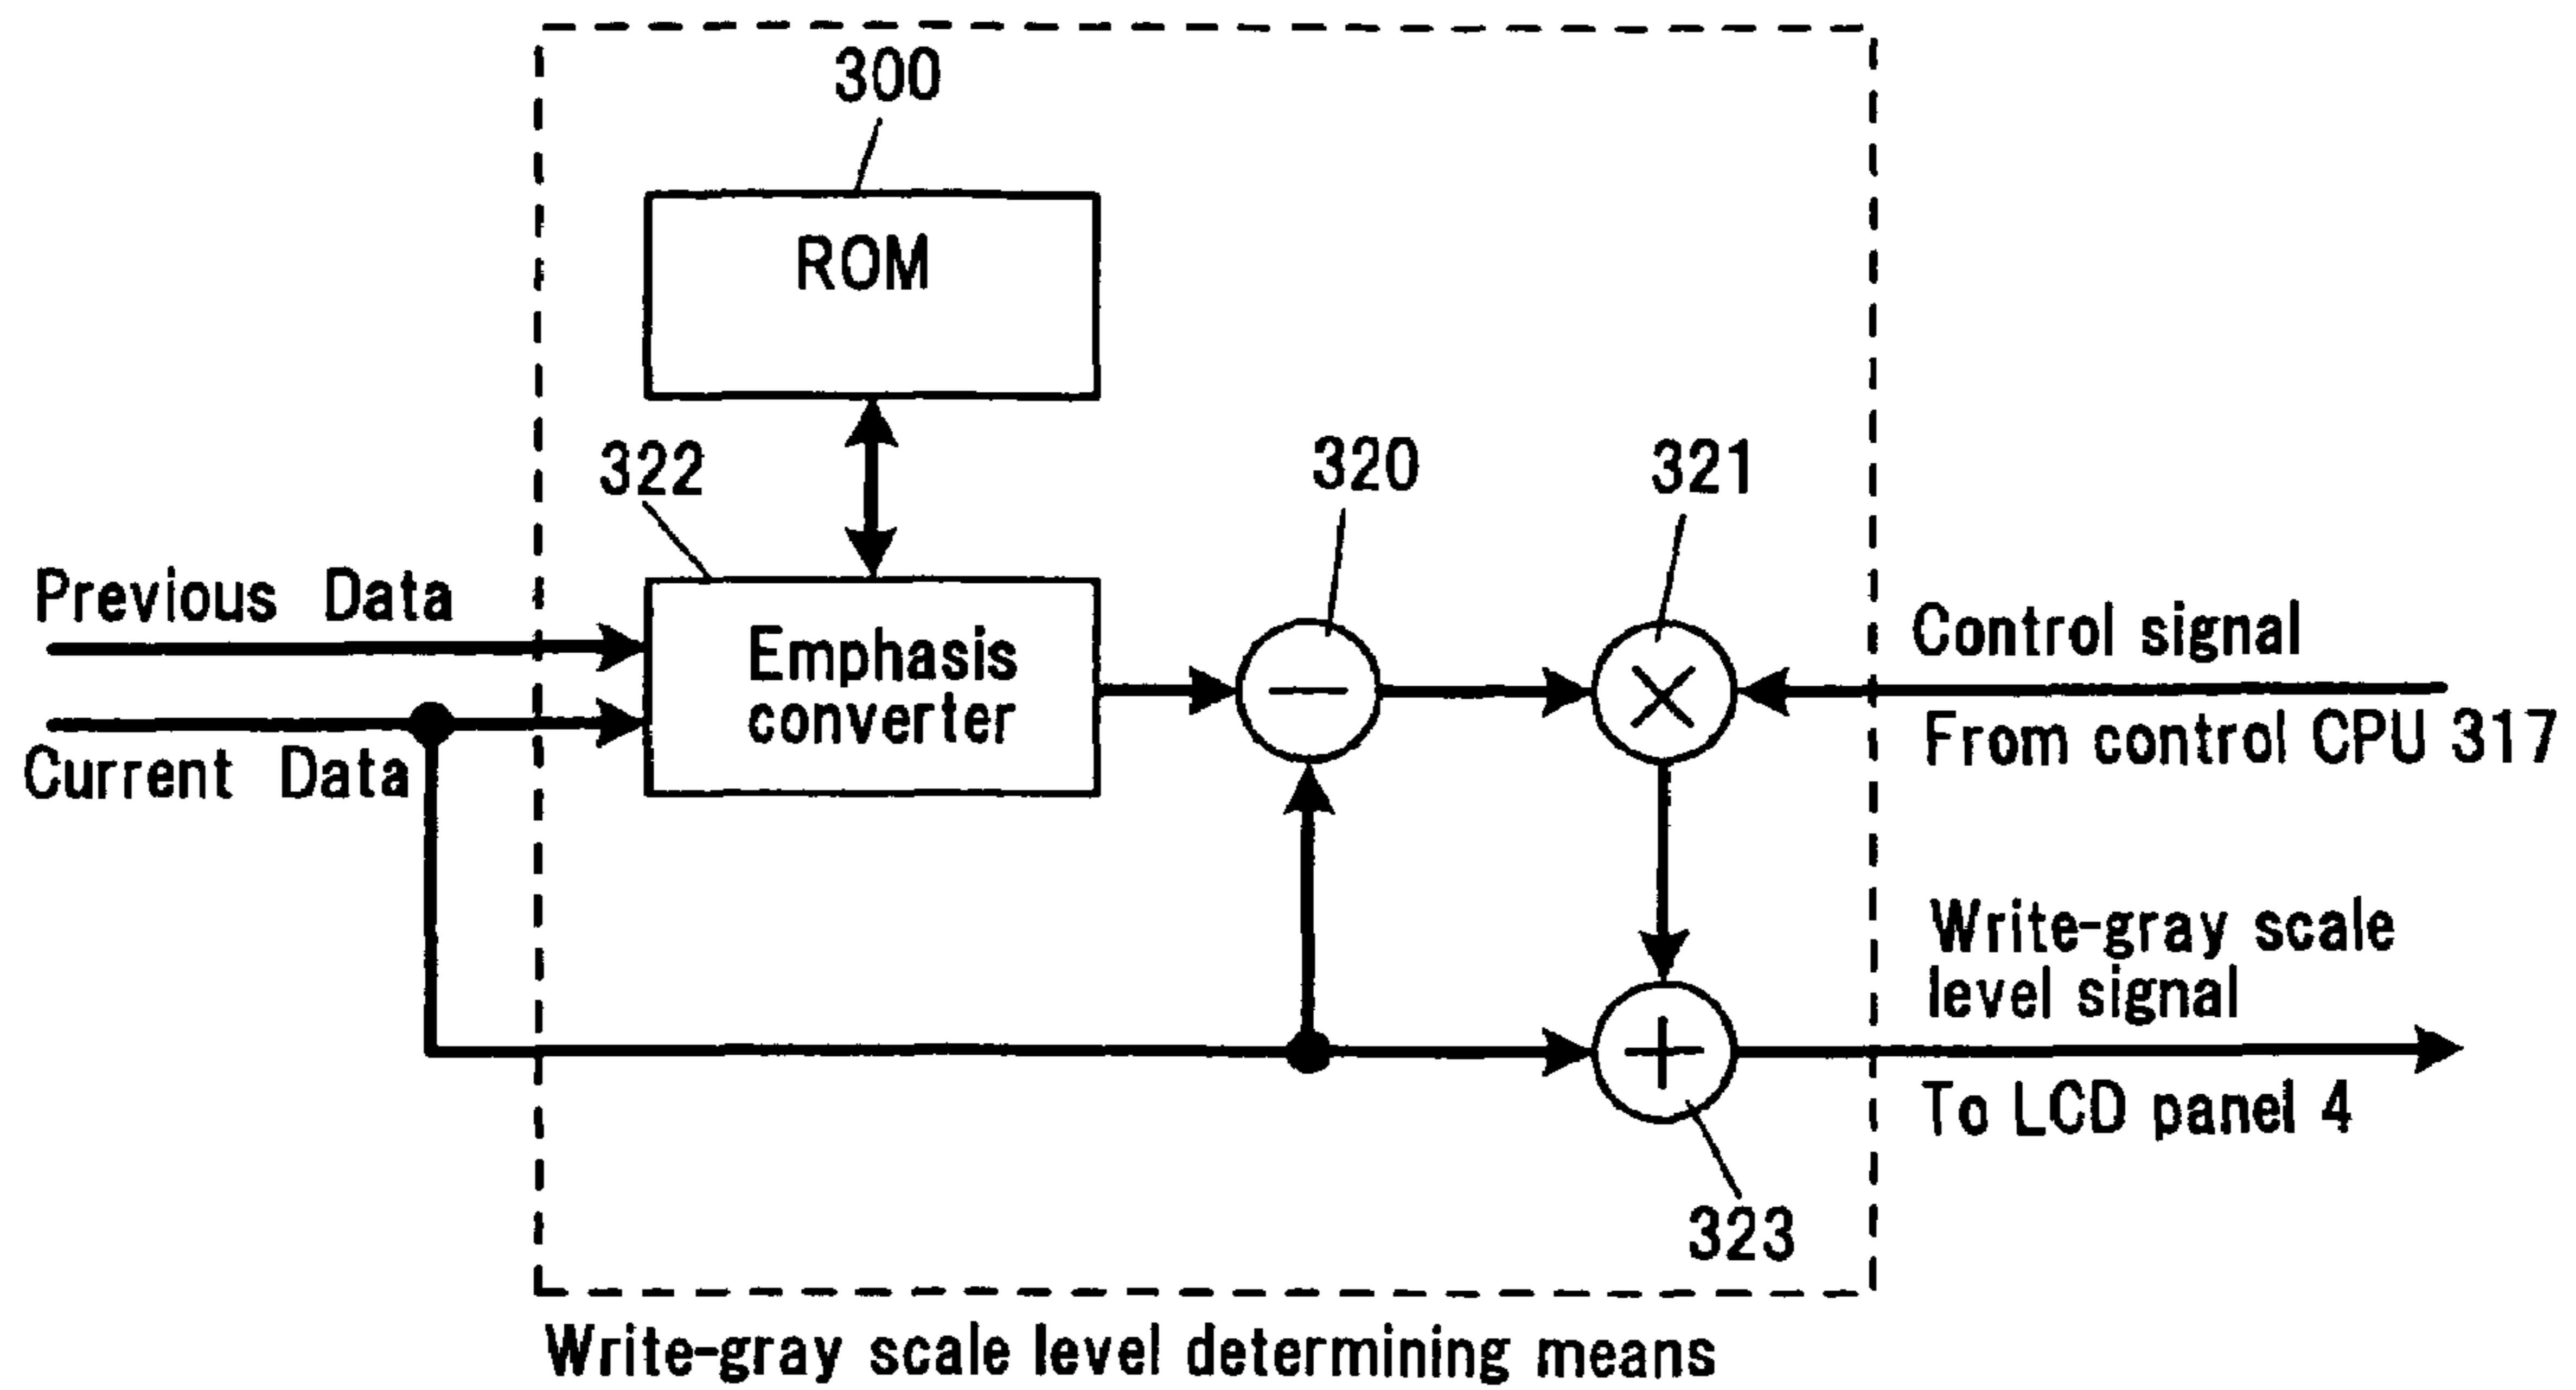 300
ROM
322
320
321
Previous Data
Current Data
Emphasis
converter
Control signal
From control CPU 317
Write-gray scale
level signal
To LCD panel 4
323
Write-gray scale level determining means